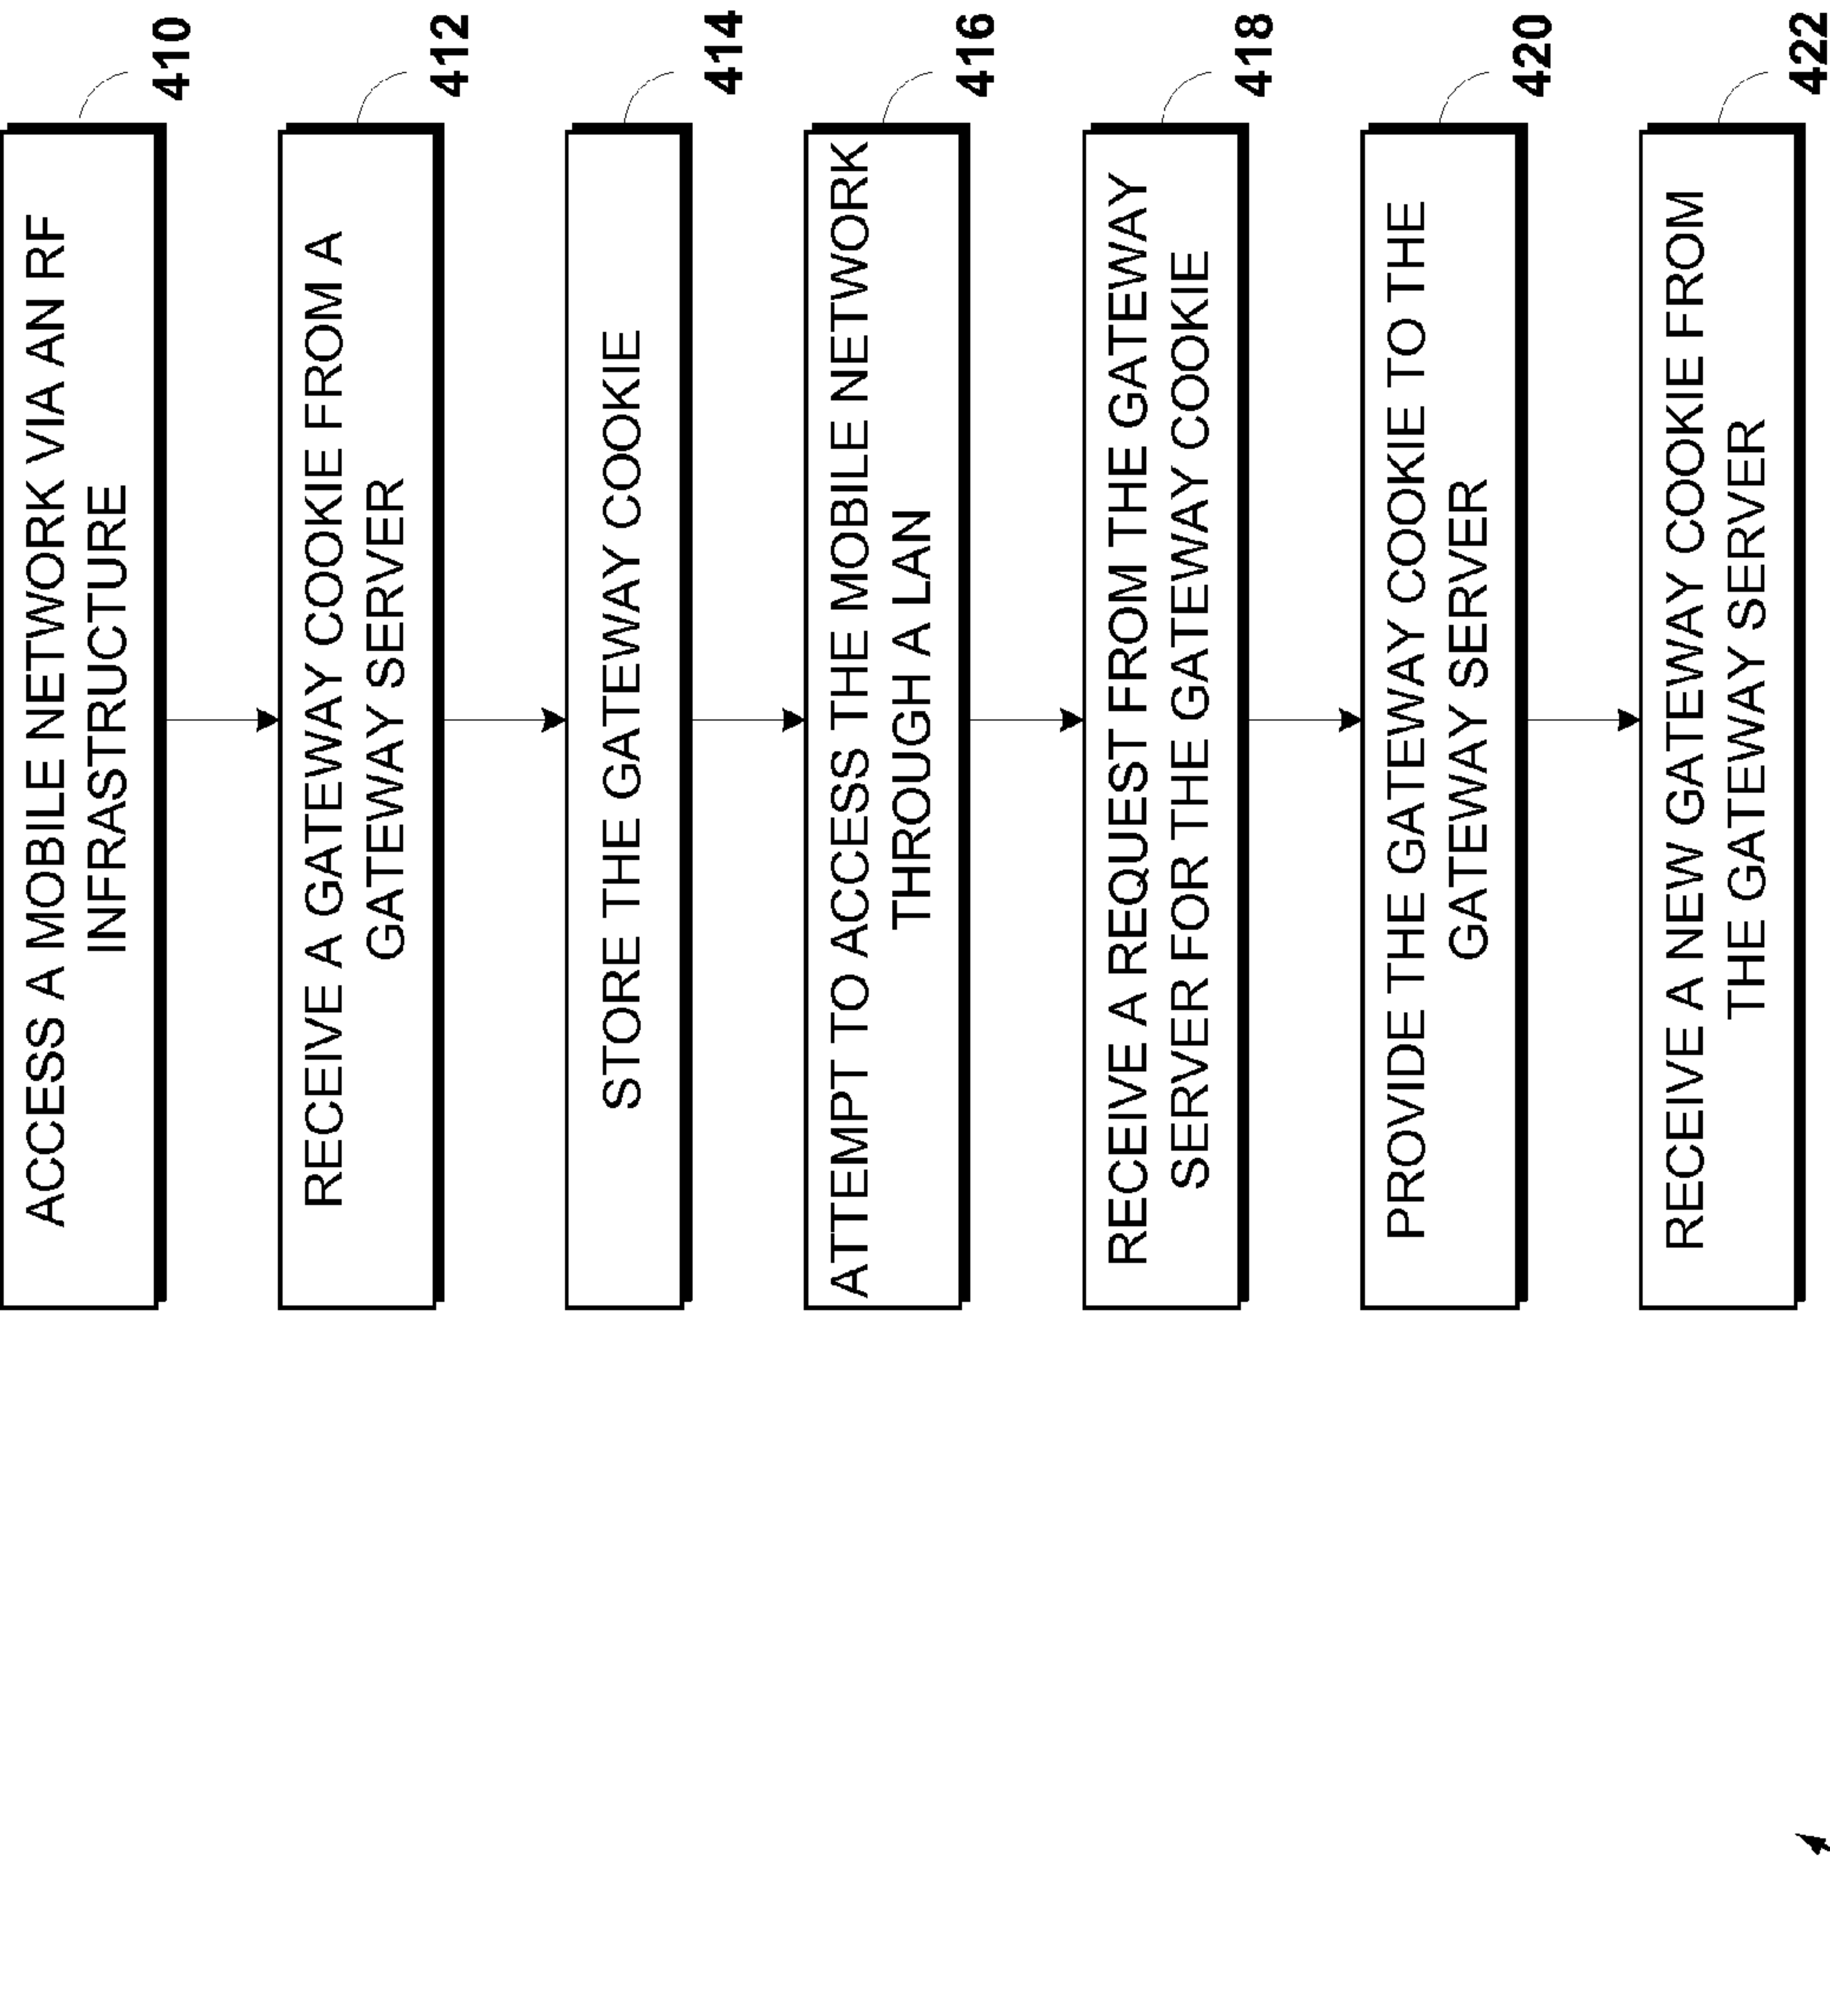 ACCESS A MOBILE NETWORK VIA AN RF
INFRASTRUCTURE
410
RECEIVE A GATEWAY COOKIE FROM A
GATEWAY SERVER
412
STORE THE GATEWAY COOKIE
414
ATTEMPT TO ACCESS THE MOBILE NETWORK
THROUGH A LAN
416
RECEIVE A REQUEST FROM THE GATEWAY
SERVER FOR THE GATEWAY COOKIE
418
PROVIDE THE GATEWAY COOKIE TO THE
GATEWAY SERVER
420
RECEIVE A NEW GATEWAY COOKIE FROM
THE GATEWAY SERVER
422